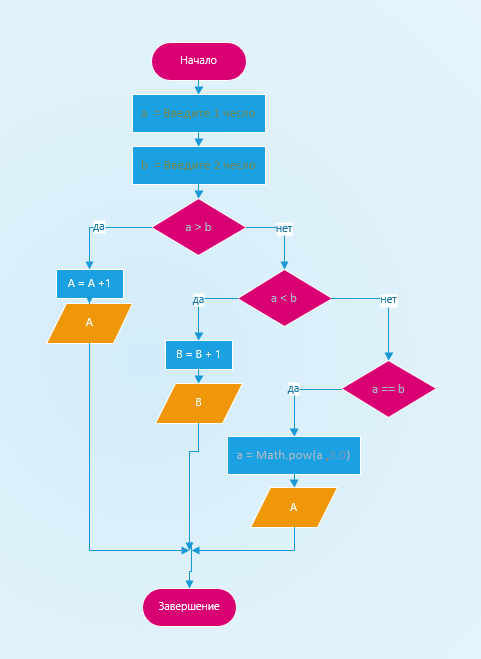 Начало
a = Введите 1 число
b = Введите 2 число
a > b
да
нет
A = A +1
a < b
A
да
нет
B = B + 1
a == b
B
да
a = Math.pow(a ,3.0)
A
Завершение